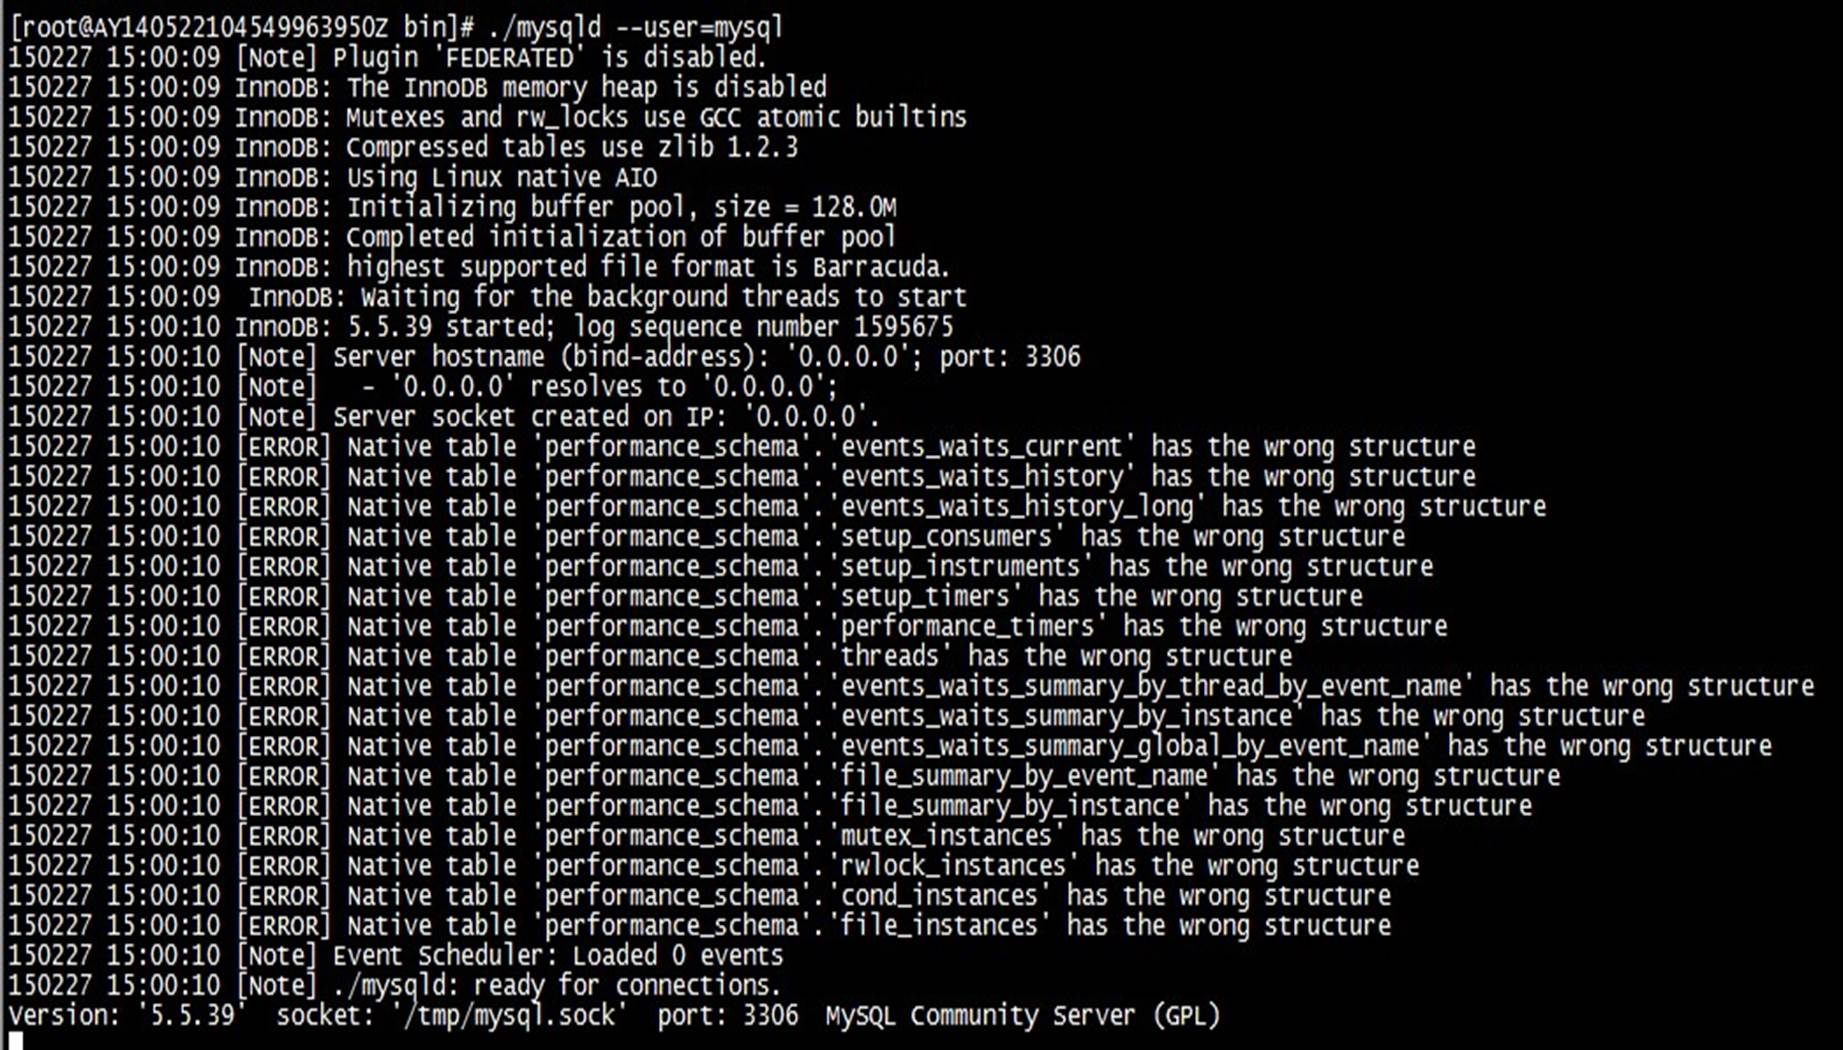 [root@AY140522104549963950Z bin]# ./mysqld --user=mysql
150227 15:00:09 [Note] Plugin 'FEDERATED' is disabled.
150227 15:00:09 InnoDB: The InnoDB memory heap is disabled
150227 15:00:09 InnoDB: Mutexes and rw_locks use GCC atomic builtins
150227 15:00:09 InnoDB: Compressed tables use zlib 1.2.3
150227 15:00:09 InnoDB: Using Linux native AIO
150227 15:00:09 InnoDB: Initializing buffer pool, size = 128.0M
150227 15:00:09 InnoDB: Completed initialization of buffer pool
150227 15:00:09 InnoDB: highest supported file format is Barracuda.
150227 15:00:09  InnoDB: Waiting for the background threads to start
150227 15:00:10 InnoDB: 5.5.39 started; log sequence number 1595675
150227 15:00:10 [Note] Server hostname (bind-address): '0.0.0.0'; port: 3306
150227 15:00:10 [Note]   - '0.0.0.0' resolves to '0.0.0.0';
150227 15:00:10 [Note] Server socket created on IP: '0.0.0.0'.
150227 15:00:10 [ERROR] Native table 'performance_schema'.'events_waits_current' has the wrong structure
150227 15:00:10 [ERROR] Native table 'performance_schema'.'events_waits_history' has the wrong structure
150227 15:00:10 [ERROR] Native table 'performance_schema'.'events_waits_history_long' has the wrong structure
150227 15:00:10 [ERROR] Native table 'performance_schema'.'setup_consumers' has the wrong structure
150227 15:00:10 [ERROR] Native table 'performance_schema'.'setup_instruments' has the wrong structure
150227 15:00:10 [ERROR] Native table 'performance_schema'.'setup_timers' has the wrong structure
150227 15:00:10 [ERROR] Native table 'performance_schema'.'performance_timers' has the wrong structure
150227 15:00:10 [ERROR] Native table 'performance_schema'.'threads' has the wrong structure
150227 15:00:10 [ERROR] Native table 'performance_schema'.'events_waits_summary_by_thread_by_event_name' has the wrong structure
150227 15:00:10 [ERROR] Native table 'performance_schema'.'events_waits_summary_by_instance' has the wrong structure
150227 15:00:10 [ERROR] Native table 'performance_schema'.'events_waits_summary_global_by_event_name' has the wrong structure
150227 15:00:10 [ERROR] Native table 'performance_schema'.'file_summary_by_event_name' has the wrong structure
150227 15:00:10 [ERROR] Native table 'performance_schema'.'file_summary_by_instance' has the wrong structure
150227 15:00:10 [ERROR] Native table 'performance_schema'.'mutex_instances' has the wrong structure
150227 15:00:10 [ERROR] Native table 'performance_schema'.'rwlock_instances' has the wrong structure
150227 15:00:10 [ERROR] Native table 'performance_schema'.'cond_instances' has the wrong structure
150227 15:00:10 [ERROR] Native table 'performance_schema'.'file_instances' has the wrong structure
150227 15:00:10 [Note] Event Scheduler: Loaded 0 events
150227 15:00:10 [Note] ./mysqld: ready for connections.
Version: '5.5.39'  socket: '/tmp/mysql.sock'  port: 3306  MySQL Community Server (GPL)